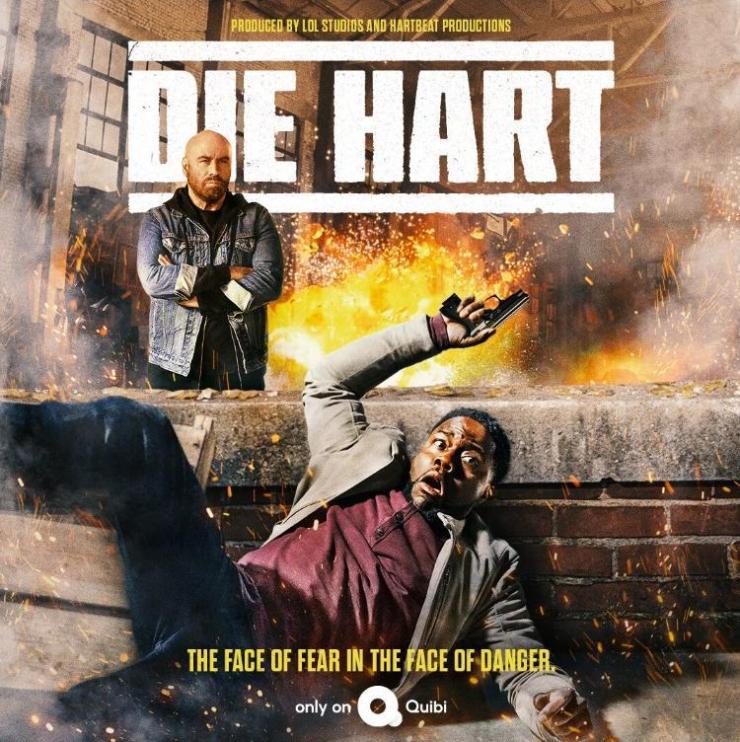 PRODUCED BY LOL STUDIOS AND HARTBEAT PRODUCTIONS
DIE HART
THE FACE OF FEAR IN THE FACE OF DANGER.
only on Quibi